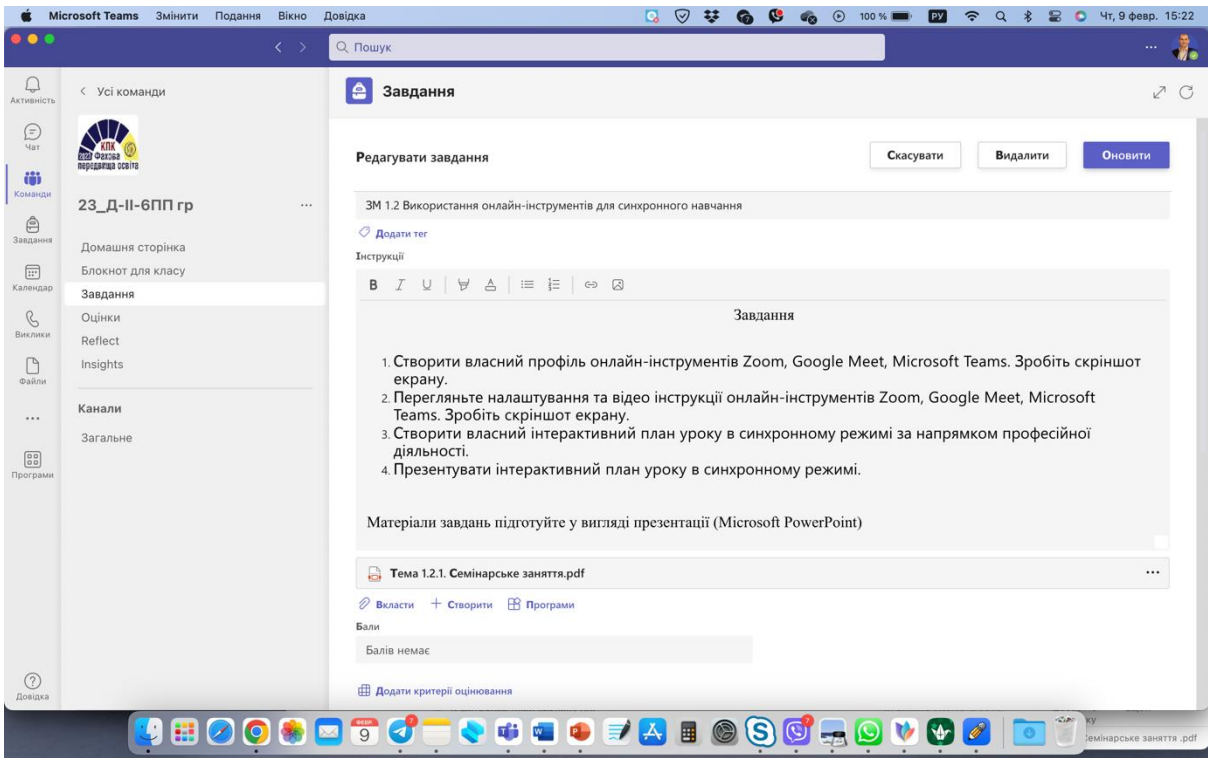 Microsoft Teams Змінити Подання Вікно Довідка 100 % РУ Чт, 9 февр. 15:22
Пошук
Активність
Чат
Команди
Завдання
Календар
Виклики
Файли
Програми
Довідка
Усі команди
КПК
Фахова
передвища освіта
23_Д-ІІ-6ПП гр
Домашня сторінка
Блокнот для класу
Завдання
Оцінки
Reflect
Insights
Канали
Загальне
Завдання
Редагувати завдання
Скасувати Видалити Оновити
ЗМ 1.2 Використання онлайн-інструментів для синхронного навчання
Додати тег
Інструкції
B I U A
Завдання
1. Створити власний профіль онлайн-інструментів Zoom, Google Meet, Microsoft Teams. Зробіть скріншот
екрану.
2. Перегляньте налаштування та відео інструкції онлайн-інструментів Zoom, Google Meet, Microsoft
Teams. Зробіть скріншот екрану.
3. Створити власний інтерактивний план уроку в синхронному режимі за напрямком професійної
діяльності.
4. Презентувати інтерактивний план уроку в синхронному режимі.
Матеріали завдань підготуйте у вигляді презентації (Microsoft PowerPoint)
Тема 1.2.1. Семінарське заняття.pdf
Вкласти Створити Програми
Бали
Балів немає
Додати критерії оцінювання
ФЕВР.
9
7
7
ку
Семінарське заняття .pdf